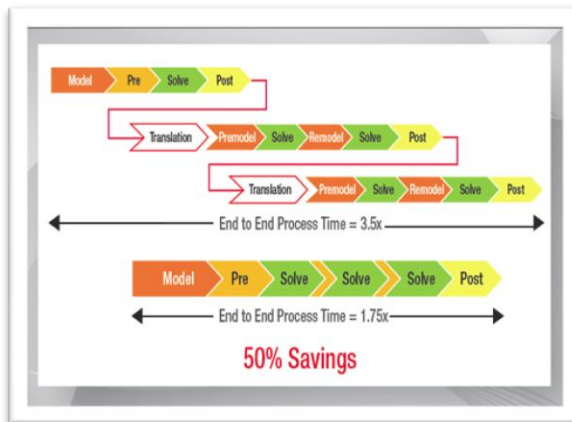 Model Pre Solve Post
Translation Premodel Solve Remodel Solve Post
Translation Premodel Solve Remodel Solve Post
End to End Process Time = 3.5x
Model Pre Solve Solve Solve Post
End to End Process Time = 1.75x
50% Savings